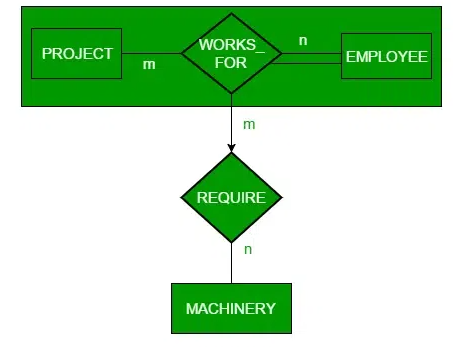 PROJECT
m
WORKS_
FOR
n
EMPLOYEE
m
REQUIRE
n
MACHINERY